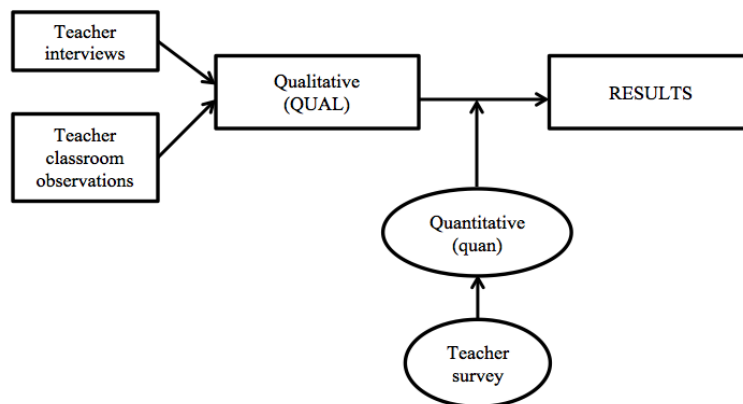 Teacher
interviews
Teacher
classroom
observations
Qualitative
(QUAL)
RESULTS
Quantitative
(quan)
Teacher
survey